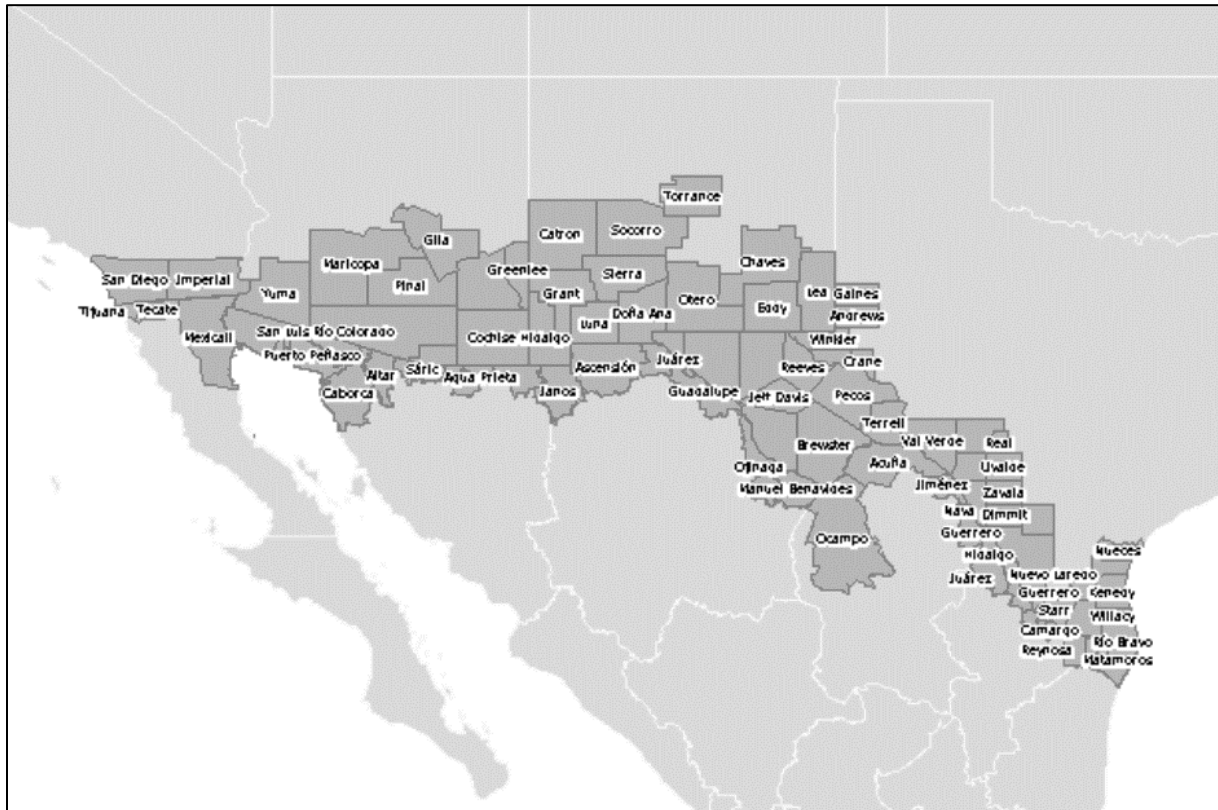 Torrance
Gila
Catron
Socorro
Maricopa
Greenlee
Sierra
Chaves
San Diego
Imperial
Yuma
Pinal
Grant
Otero
Lea
Gaines
Tijuana
Tecate
Luna
Doña Ana
Eddy
Andrews
Mexicali
San Luis Río Colorado
Cochise
Hidalgo
Winkler
Puerto Peñasco
Altar
Sáric
Agua Prieta
Ascensión
Juárez
Reeves
Crane
Caborca
Janos
Guadalupe
Jeff Davis
Pecos
Terrell
Ojinaga
Brewster
Acuña
Val Verde
Real
Manuel Benavides
Jiménez
Uvalde
Zavala
Nava
Dimmit
Ocampo
Guerrero
Hidalgo
Nueces
Juárez
Nuevo Laredo
Guerrero
Kenedy
Starr
Willacy
Camargo
Río Bravo
Reynosa
Matamoros